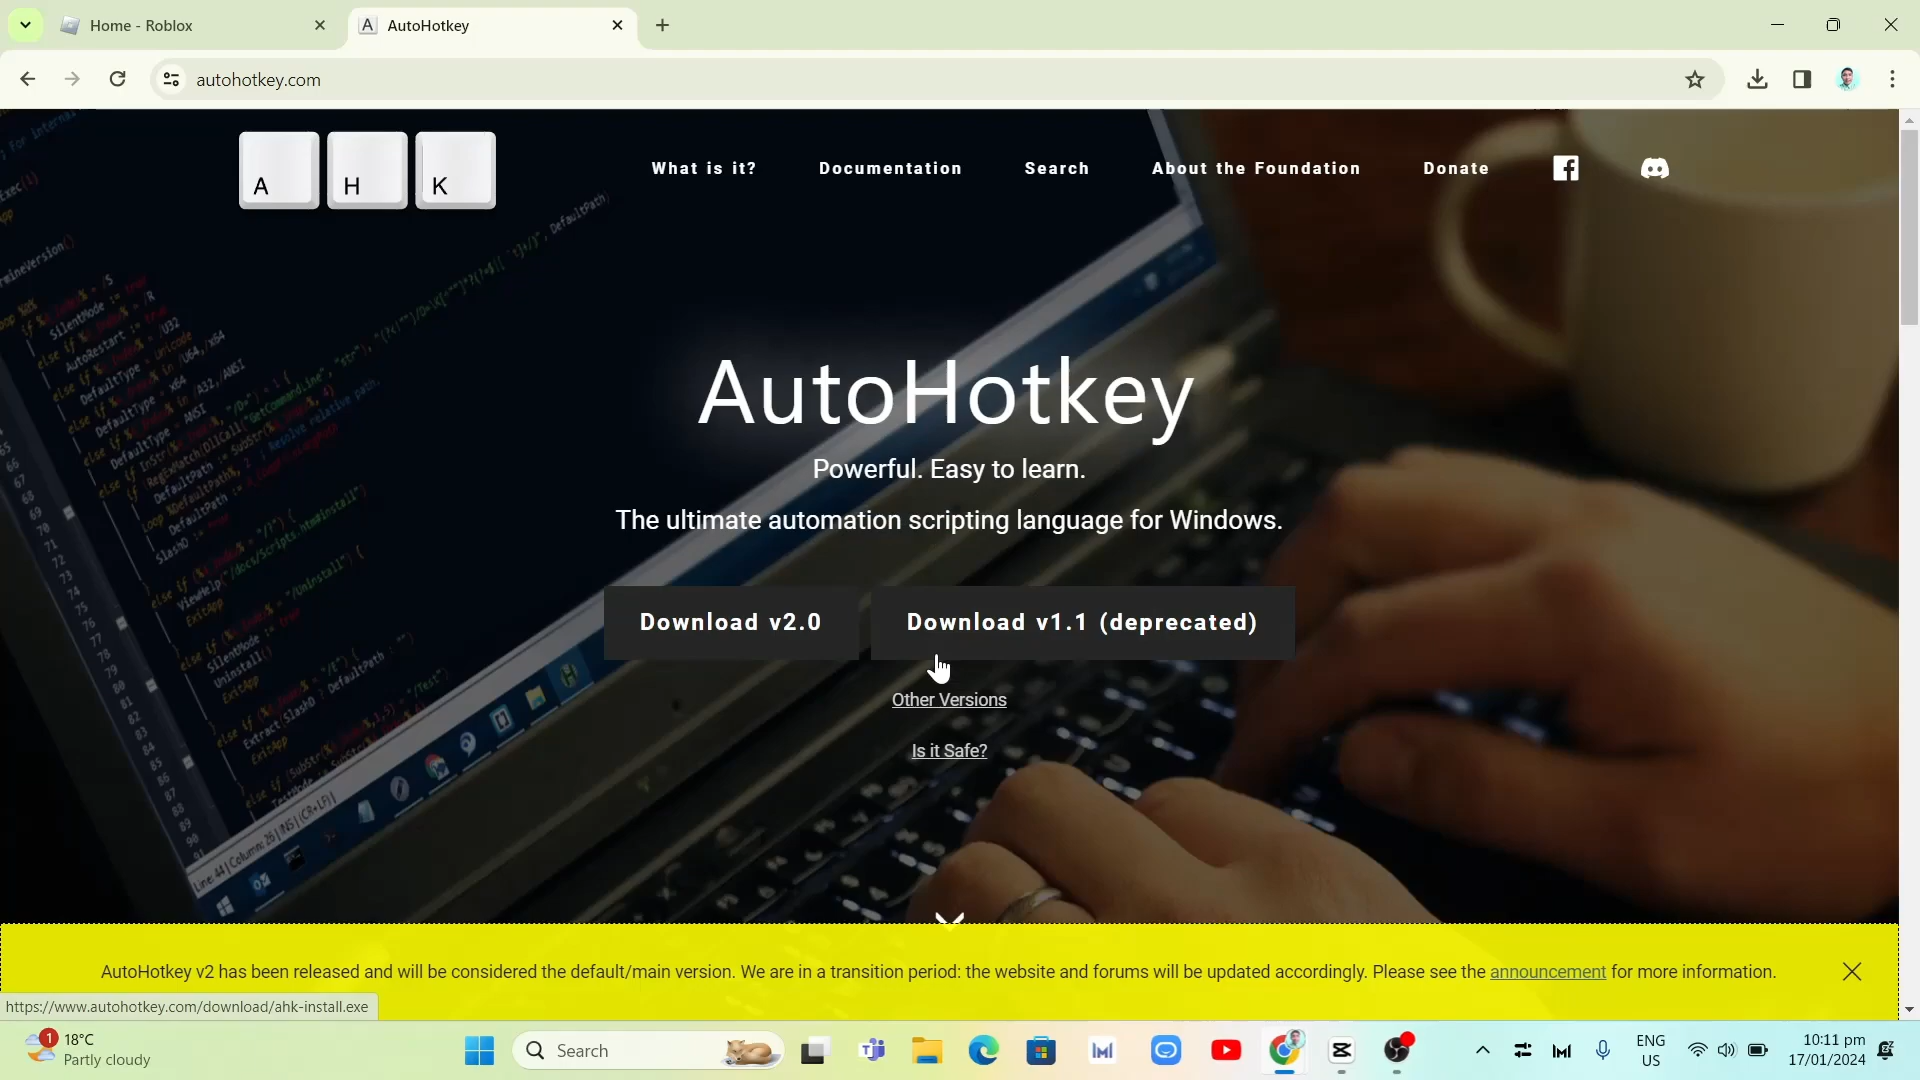 Home - Roblox
AutoHotkey
autohotkey.com
A H K
What is it?
Documentation
Search
About the Foundation
Donate
AutoHotkey
Powerful. Easy to learn.
The ultimate automation scripting language for Windows.
Download v2.0
Download v1.1 (deprecated)
Other Versions
Is it Safe?
AutoHotkey v2 has been released and will be considered the default/main version. We are in a transition period: the website and forums will be updated accordingly. Please see the announcement for more information.
https://www.autohotkey.com/download/ahk-install.exe
1
18°C
Partly cloudy
Search
ENG
US
10:11 pm
17/01/2024